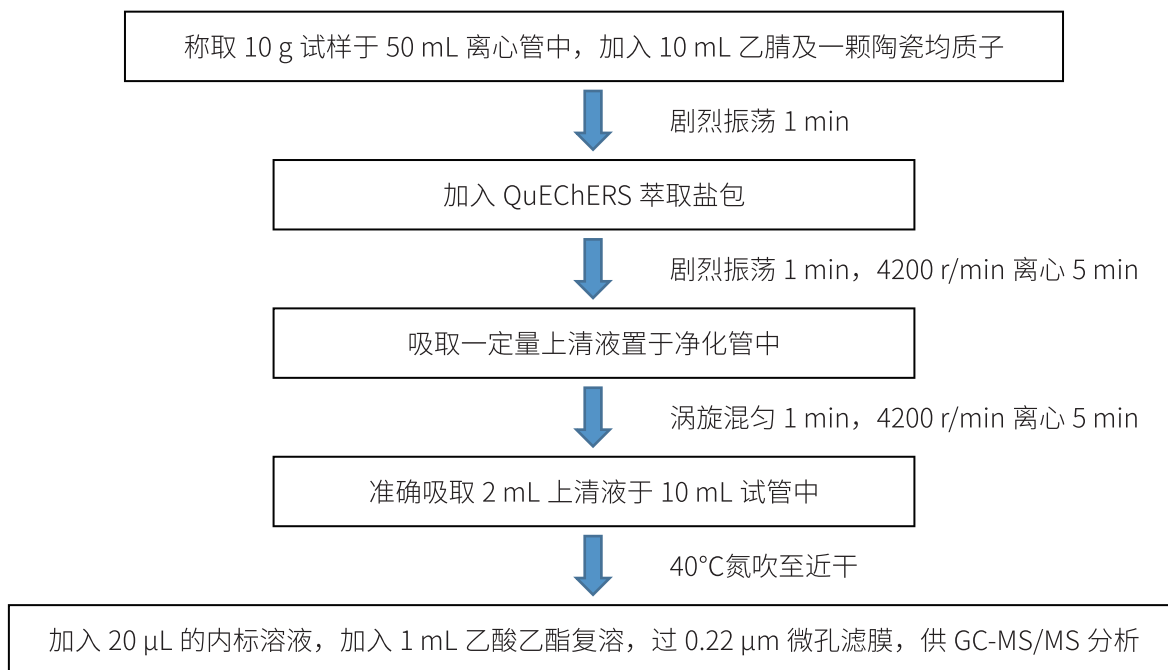 称取 10 g 试样于 50 mL 离心管中，加入 10 mL 乙腈及一颗陶瓷均质子
剧烈振荡 1 min
加入 QuEChERS 萃取盐包
剧烈振荡 1 min，4200 r/min 离心 5 min
吸取一定量上清液置于净化管中
涡旋混匀 1 min，4200 r/min 离心 5 min
准确吸取 2 mL 上清液于 10 mL 试管中
40°C氮吹至近干
加入 20 μL 的内标溶液，加入 1 mL 乙酸乙酯复溶，过 0.22 μm 微孔滤膜，供 GC-MS/MS 分析